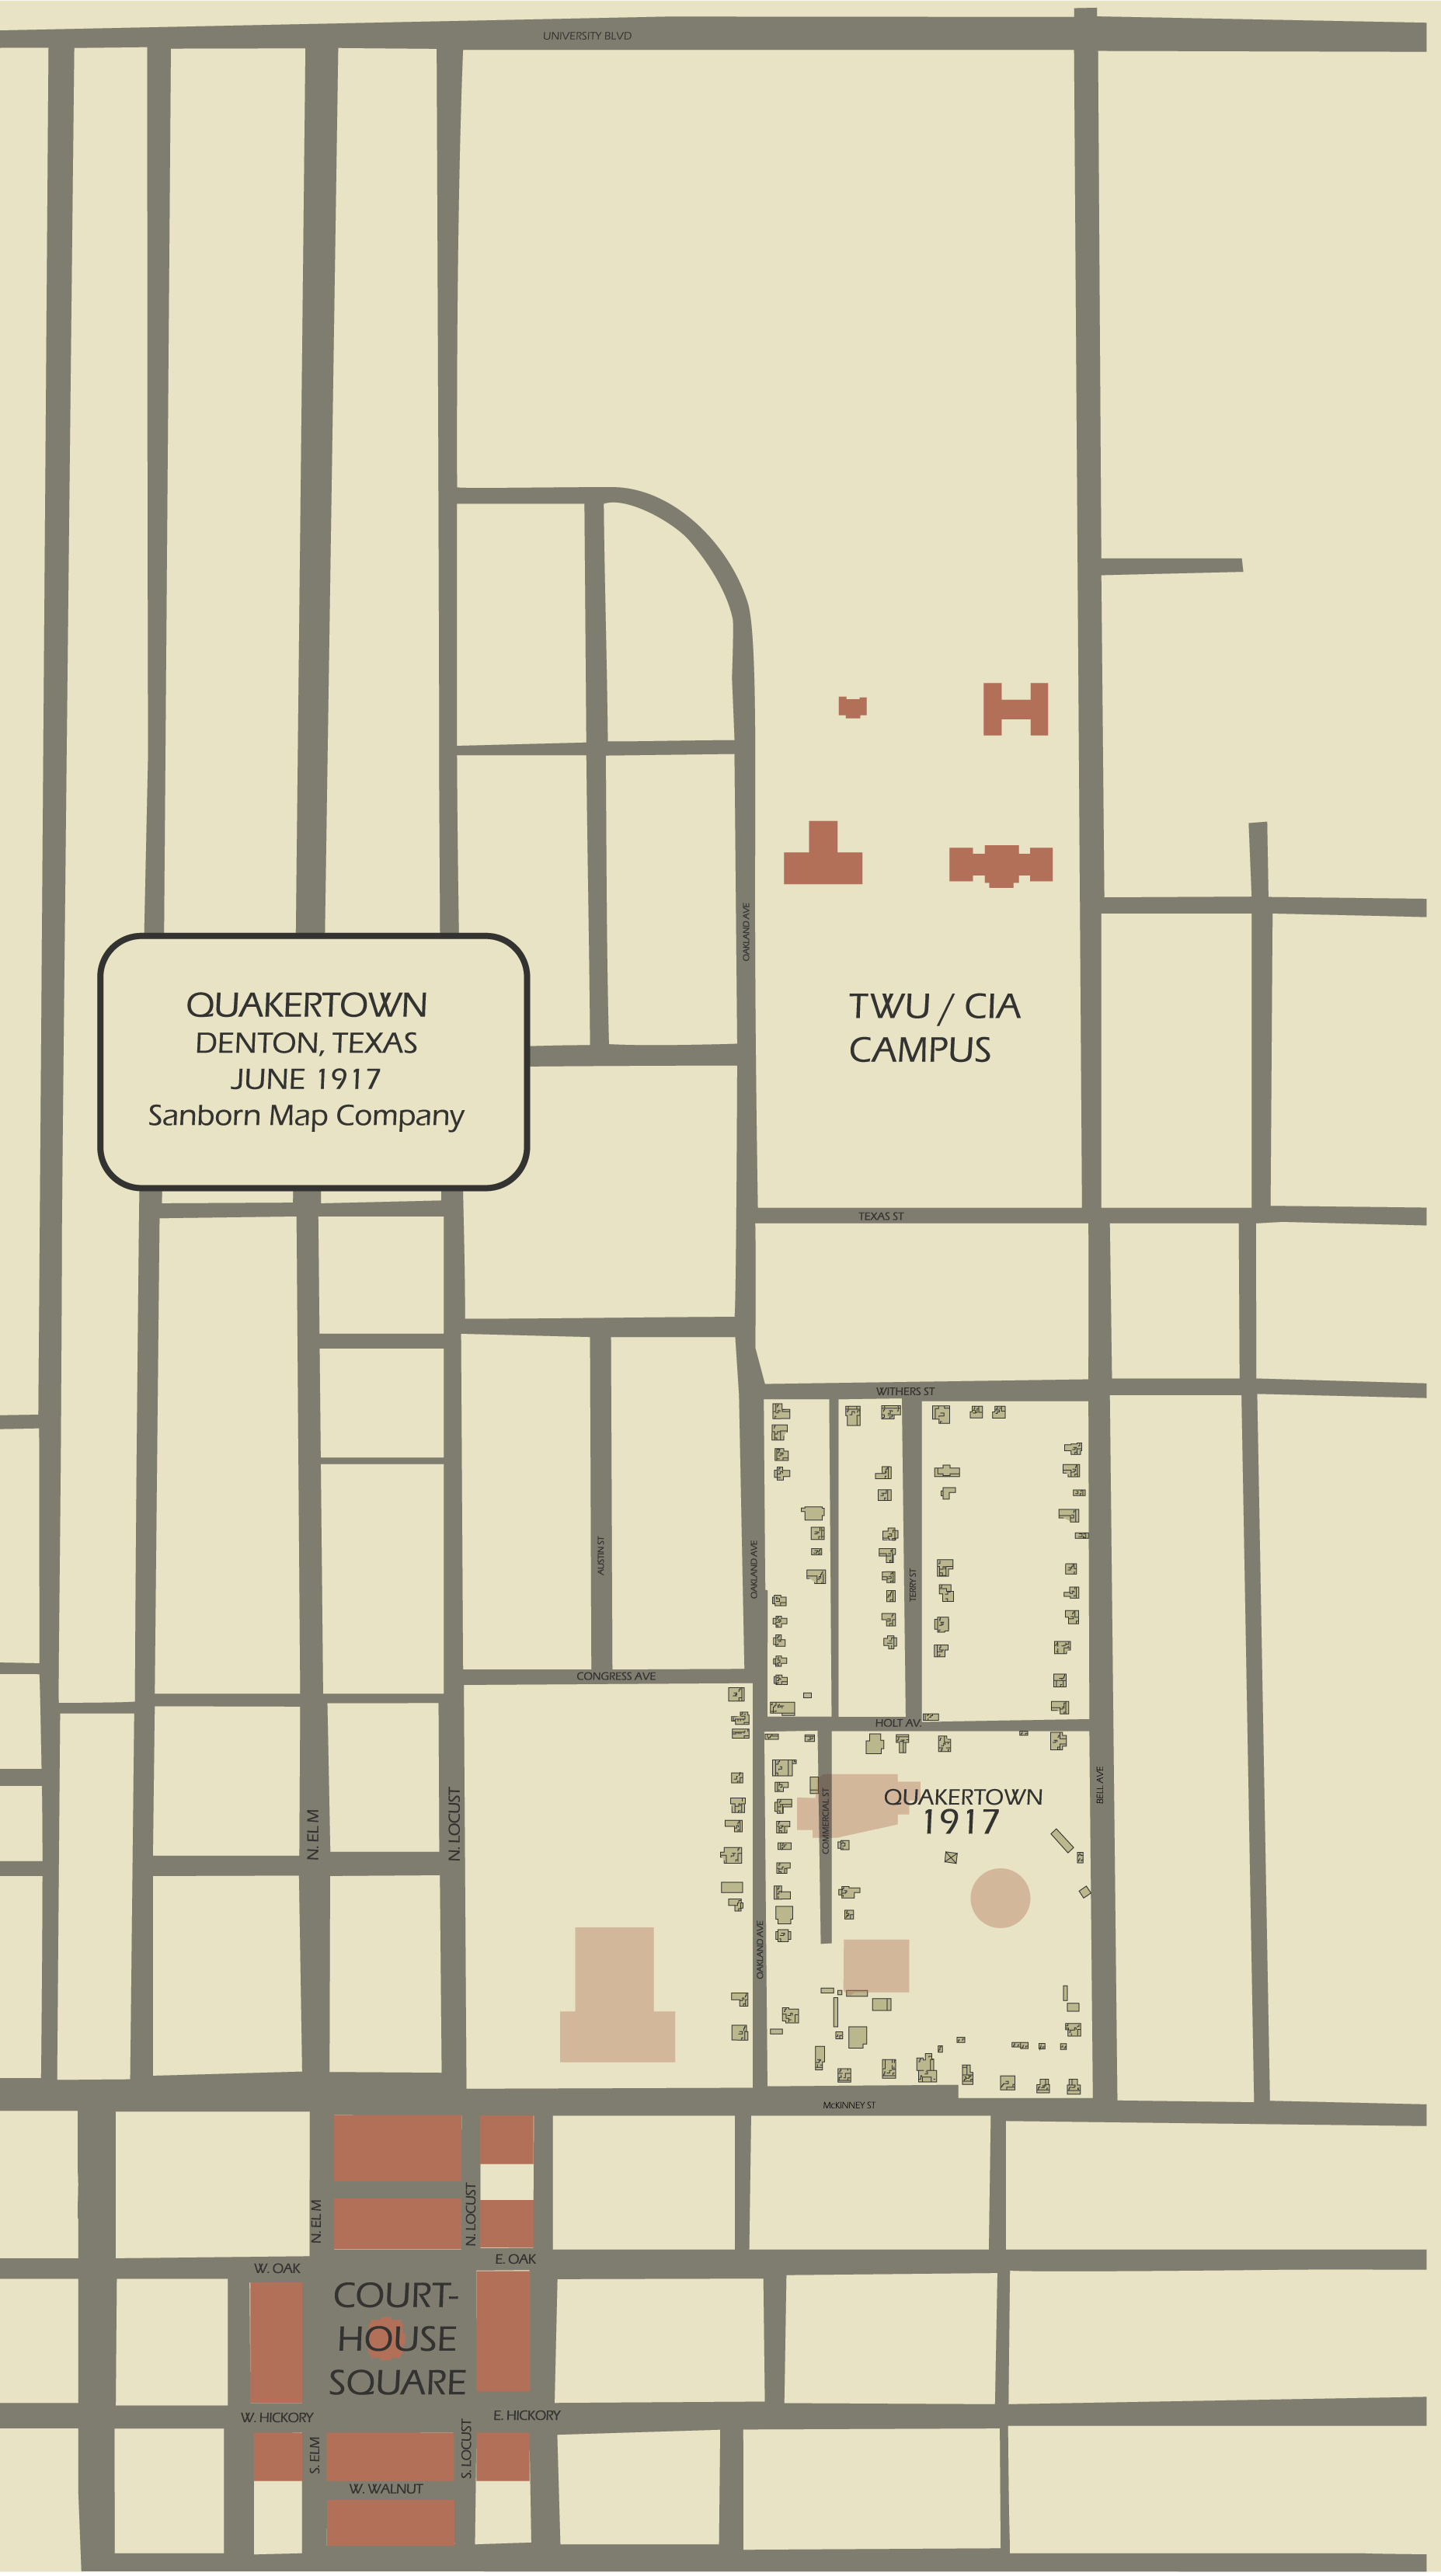 UNIVERSITY BLVD
OAKLAND AVE
QUAKERTOWN
DENTON, TEXAS
JUNE 1917
Sanborn Map Company
TWU / CIA
CAMPUS
TEXAS ST
WITHERS ST
AUSTIN ST
OAKLAND AVE
TERRY ST
CONGRESS AVE
HOLT AV.
N. ELM
N. LOCUST
COMMERCIAL ST
QUAKERTOWN
1917
BELL AVE
OAKLAND AVE
McKINNEY ST
N. ELM
N. LOCUST
W. OAK
E. OAK
COURT-
HOUSE
SQUARE
W. HICKORY
E. HICKORY
S. ELM
S. LOCUST
W. WALNUT